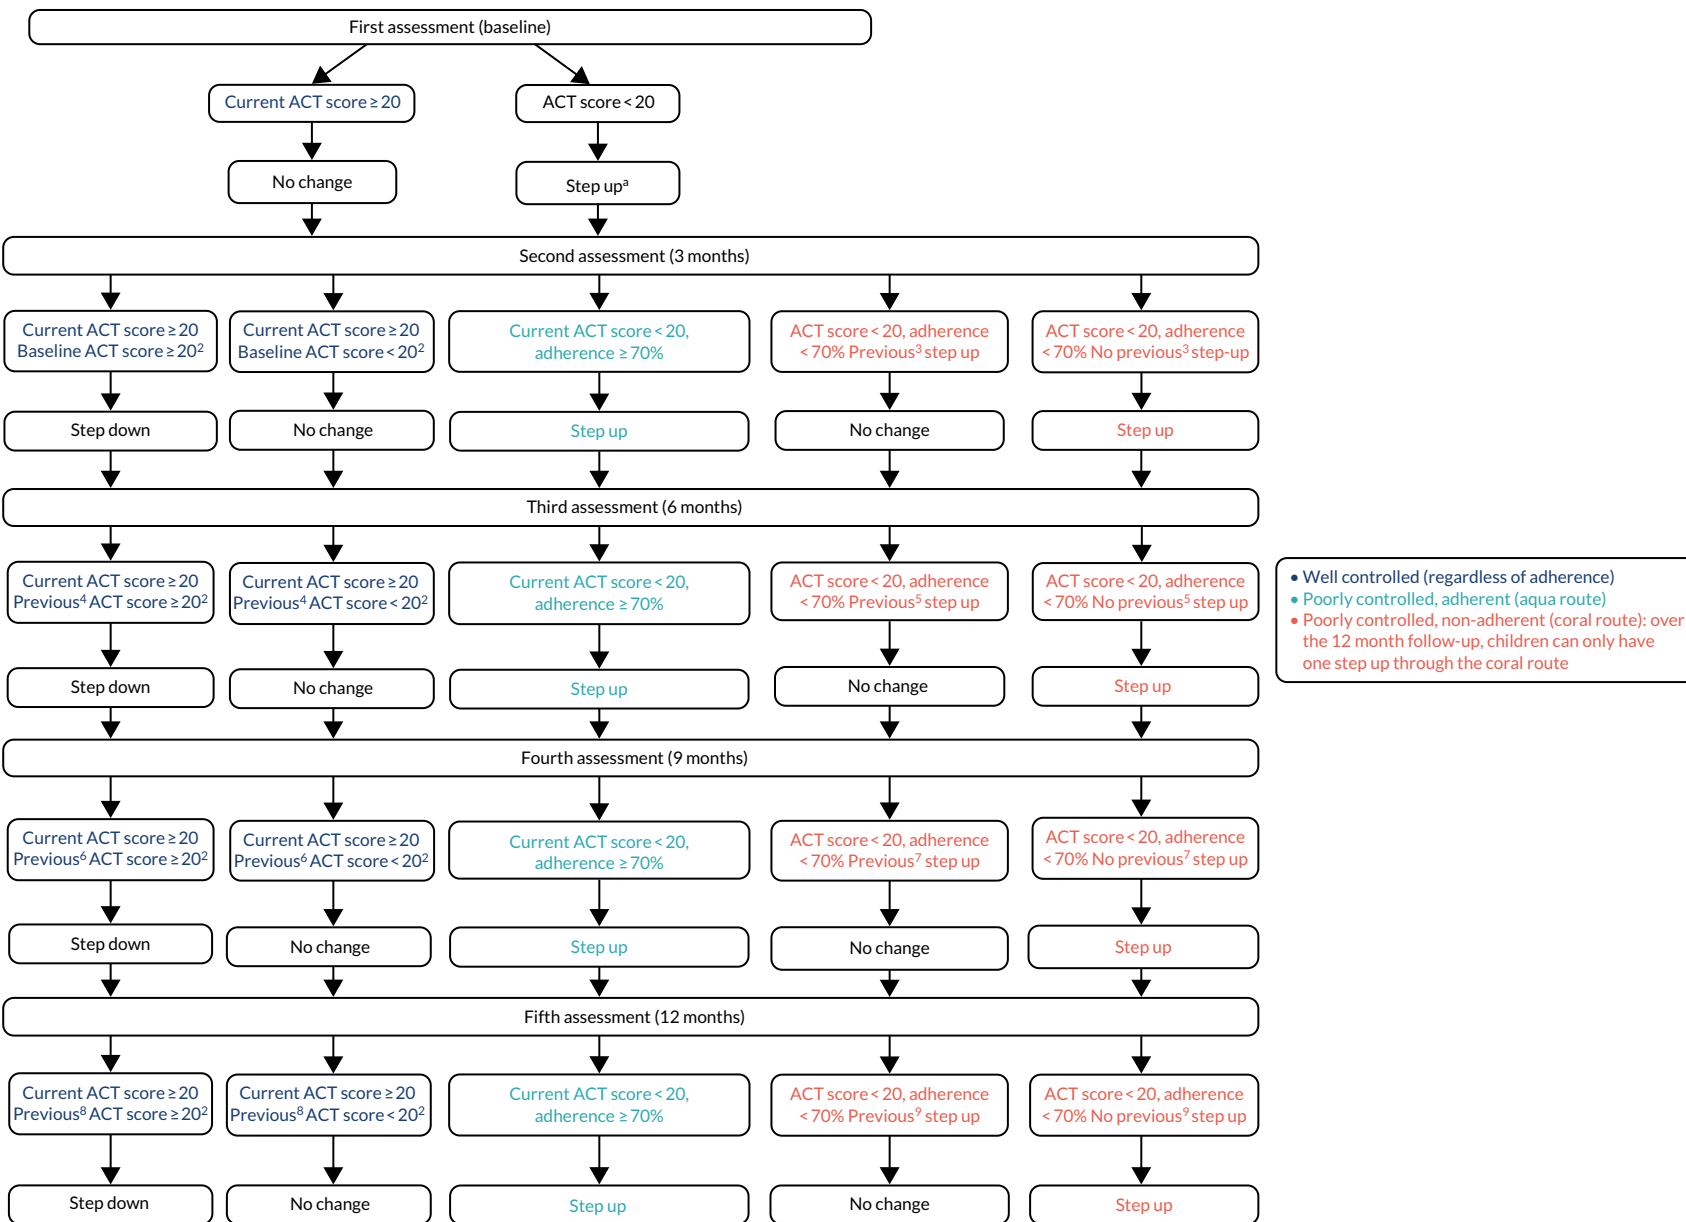 First assessment (baseline)
Current ACT score ≥ 20
ACT score < 20
No change
Step upᵃ
Second assessment (3 months)
Current ACT score ≥ 20
Baseline ACT score ≥ 20²
Current ACT score ≥ 20
Baseline ACT score < 20²
Current ACT score < 20,
adherence ≥ 70%
ACT score < 20, adherence
< 70% Previous³ step up
ACT score < 20, adherence
< 70% No previous³ step-up
Step down
No change
Step up
No change
Step up
Third assessment (6 months)
Current ACT score ≥ 20
Previous⁴ ACT score ≥ 20²
Current ACT score ≥ 20
Previous⁴ ACT score < 20²
Current ACT score < 20,
adherence ≥ 70%
ACT score < 20, adherence
< 70% Previous⁵ step up
ACT score < 20, adherence
< 70% No previous⁵ step up
Step down
No change
Step up
No change
Step up
• Well controlled (regardless of adherence)
• Poorly controlled, adherent (aqua route)
• Poorly controlled, non-adherent (coral route): over
the 12 month follow-up, children can only have
one step up through the coral route
Fourth assessment (9 months)
Current ACT score ≥ 20
Previous⁶ ACT score ≥ 20²
Current ACT score ≥ 20
Previous⁶ ACT score < 20²
Current ACT score < 20,
adherence ≥ 70%
ACT score < 20, adherence
< 70% Previous⁷ step up
ACT score < 20, adherence
< 70% No previous⁷ step up
Step down
No change
Step up
No change
Step up
Fifth assessment (12 months)
Current ACT score ≥ 20
Previous⁸ ACT score ≥ 20²
Current ACT score ≥ 20
Previous⁸ ACT score < 20²
Current ACT score < 20,
adherence ≥ 70%
ACT score < 20, adherence
< 70% Previous⁹ step up
ACT score < 20, adherence
< 70% No previous⁹ step up
Step down
No change
Step up
No change
Step up